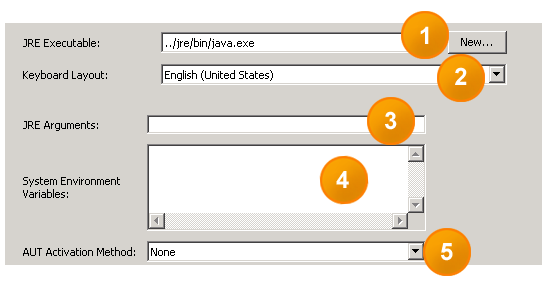 JRE Executable: ../jre/bin/java.exe 1 New...
Keyboard Layout: English (United States) 2
JRE Arguments: 3
System Environment
Variables: 4
AUT Activation Method: None 5